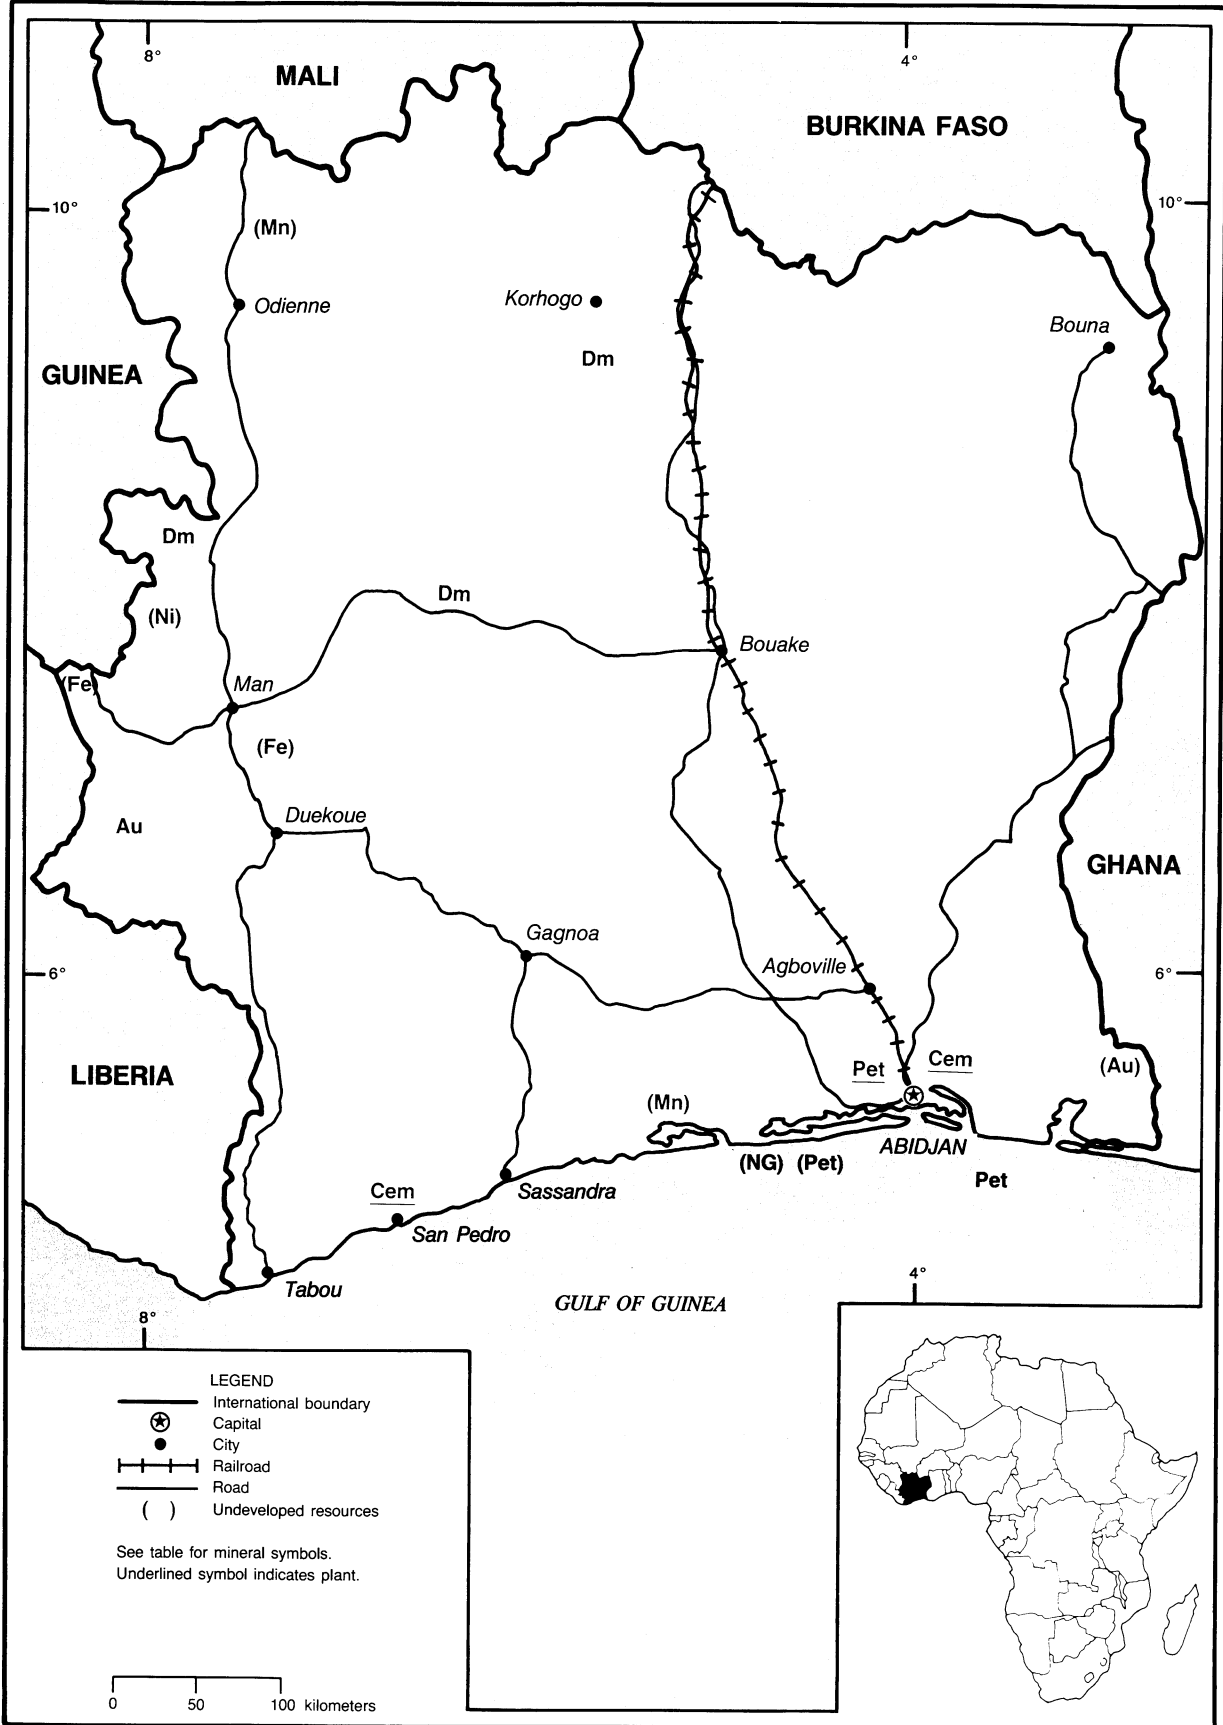 8°
4°
MALI
BURKINA FASO
10°
10°
(Mn)
Odienne
Korhogo
Bouna
Dm
GUINEA
Dm
(Ni)
Dm
Bouake
(Fe)
Man
(Fe)
Duekoue
Au
GHANA
Gagnoa
Agboville
6°
6°
LIBERIA
Pet
Cem
(Au)
(Mn)
ABIDJAN
(NG) (Pet)
Pet
Cem
Sassandra
San Pedro
Tabou
GULF OF GUINEA
4°
8°
LEGEND
International boundary
Capital
City
Railroad
Road
( ) Undeveloped resources
See table for mineral symbols.
Underlined symbol indicates plant.
0 50 100 kilometers